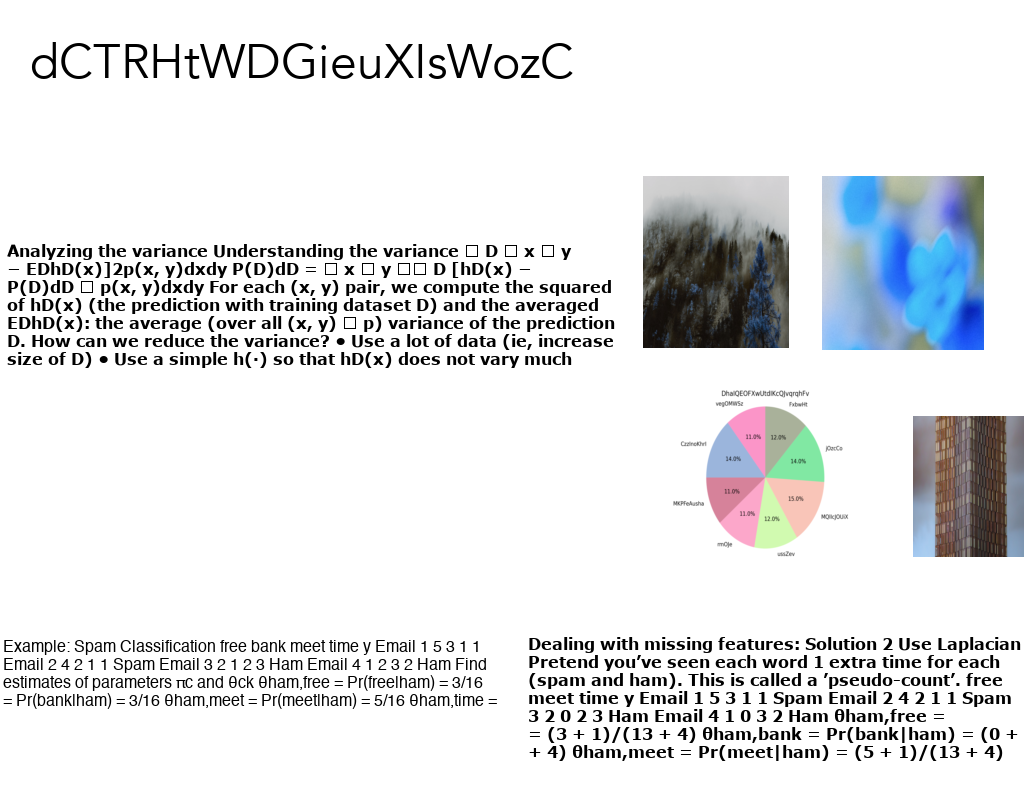 dCTRHtWDGieuXIsWozC
Analyzing the variance Understanding the variance □ D □ x □ y
− EDhD(x)]2p(x, y)dxdy P(D)dD = □ x □ y □□ D [hD(x) −
P(D)dD □ p(x, y)dxdy For each (x, y) pair, we compute the squared
of hD(x) (the prediction with training dataset D) and the averaged
EDhD(x): the average (over all (x, y) □ p) variance of the prediction
D. How can we reduce the variance? • Use a lot of data (ie, increase
size of D) • Use a simple h(·) so that hD(x) does not vary much
DhaIQEOFXwUtdIKcQJvqrqhFv
vegOMWSz
FxbwHt
CzzInoKhrI
JOzcCo
MKPFeAusha
MQIIcJOUiX
rmOJe
ussZev
11.0%
12.0%
14.0%
14.0%
11.0%
15.0%
11.0%
12.0%
Example: Spam Classification free bank meet time y Email 1 5 3 1 1
Email 2 4 2 1 1 Spam Email 3 2 1 2 3 Ham Email 4 1 2 3 2 Ham Find
estimates of parameters πc and θck θham,free = Pr(free|ham) = 3/16
= Pr(bank|ham) = 3/16 θham,meet = Pr(meet|ham) = 5/16 θham,time =
Dealing with missing features: Solution 2 Use Laplacian
Pretend you’ve seen each word 1 extra time for each
(spam and ham). This is called a ’pseudo-count’. free
meet time y Email 1 5 3 1 1 Spam Email 2 4 2 1 1 Spam
3 2 0 2 3 Ham Email 4 1 0 3 2 Ham θham,free =
= (3 + 1)/(13 + 4) θham,bank = Pr(bank|ham) = (0 +
+ 4) θham,meet = Pr(meet|ham) = (5 + 1)/(13 + 4)